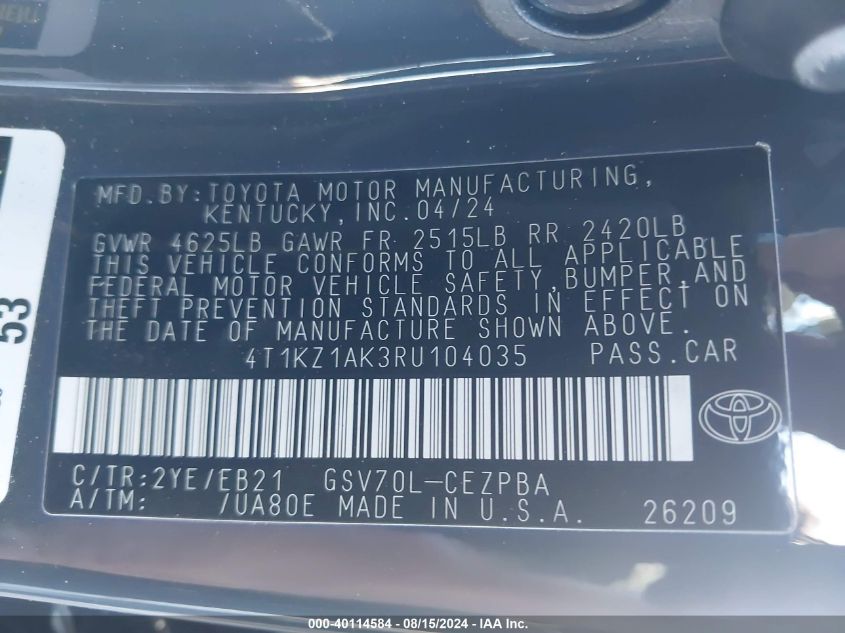 MFD.BY:TOYOTA MOTOR MANUFACTURING,
KENTUCKY,INC.04/24
GVWR 4625LB GAWR FR 2515LB RR 2420LB
THIS VEHICLE CONFORMS TO ALL APPLICABLE
FEDERAL MOTOR VEHICLE SAFETY,BUMPER,AND
THEFT PREVENTION STANDARDS IN EFFECT ON
THE DATE OF MANUFACTURE SHOWN ABOVE.
4T1KZ1AK3RU104035 PASS.CAR
C/TR:2YE/EB21 GSV70L-CEZPBA
A/TM: /UA80E MADE IN U.S.A. 26209
53
000-40114584 - 08/15/2024 - IAA Inc.